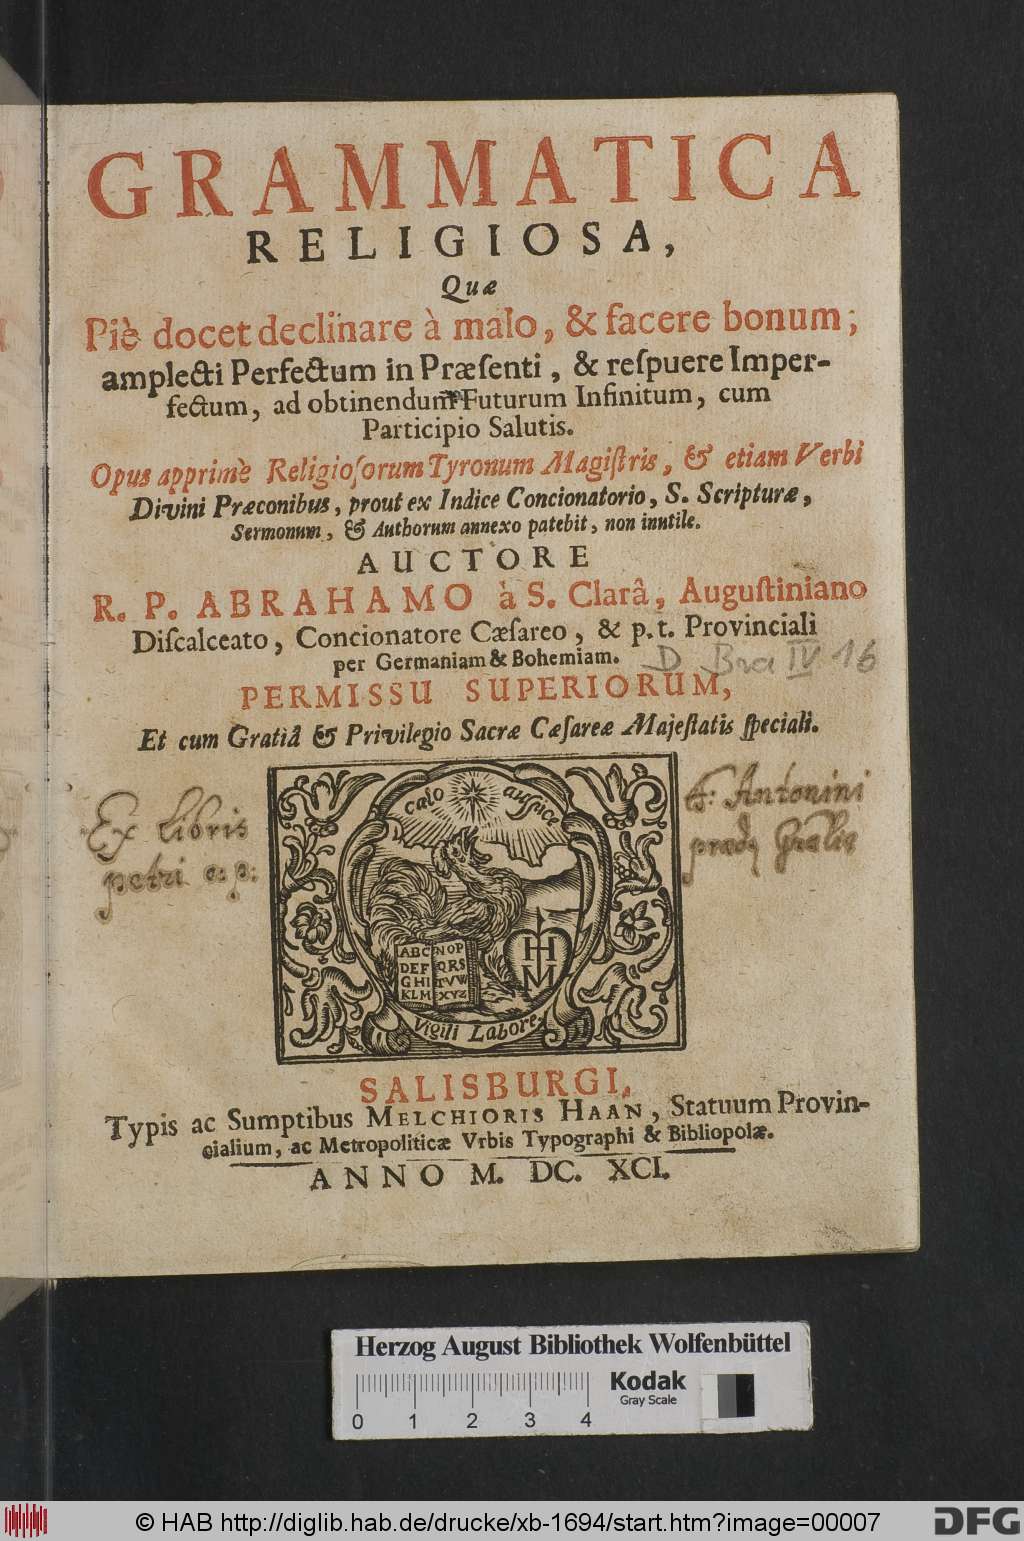 GRAMMATICA
RELIGIOSA,
Quæ
Piè docet declinare à malo, & facere bonum;
amplecti Perfectum in Præſenti, & reſpuere Imper-
fectum, ad obtinendum Futurum Infinitum, cum
Participio Salutis.
Opus apprimè Religioſorum Tyronum Magiſtris, & etiam Verbi
Divini Præconibus, prout ex Indice Concionatorio, S. Scripturæ,
Sermonum, & Authorum annexo patebit, non inutile.
AUCTORE
R. P. ABRAHAMO à S. Clarâ, Auguſtiniano
Diſcalceato, Concionatore Cæſareo, & p. t. Provinciali
per Germaniam & Bohemiam.
D Bra IV 16
PERMISSU SUPERIORUM,
Et cum Gratiâ & Privilegio Sacræ Cæſareæ Majeſtatis ſpeciali.
Ex libris
petri e: p:
A: Antonini
cælo auſpice
ABC NOP
DEF QRS
GHI TVW
KLM XYZ
HM
Vigili Labore
SALISBURGI,
Typis ac Sumptibus MELCHIORIS HAAN, Statuum Provin-
cialium, ac Metropoliticæ Vrbis Typographi & Bibliopolæ.
ANNO M. DC. XCI.
Herzog August Bibliothek Wolfenbüttel
0 1 2 3 4
Kodak
Gray Scale
© HAB http://diglib.hab.de/drucke/xb-1694/start.htm?image=00007
DFG